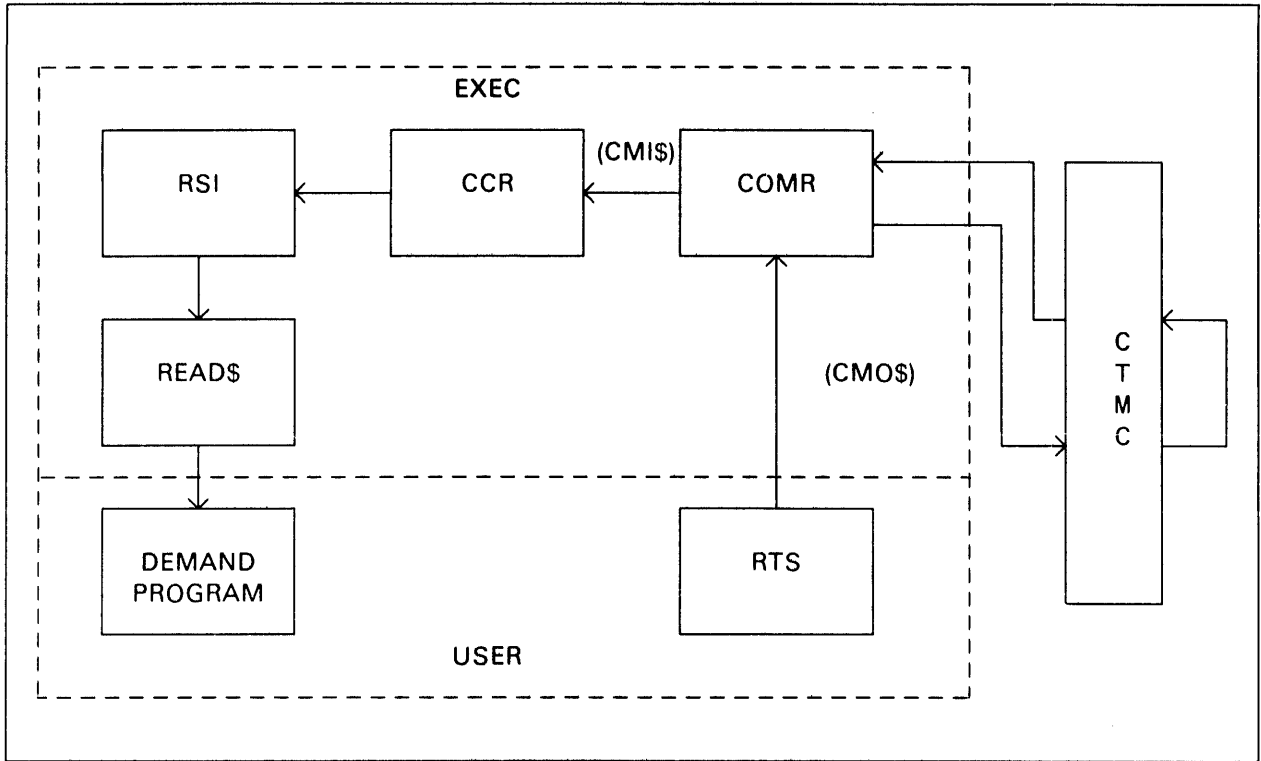 EXEC
(CMI$)
RSI
CCR
COMR
READ$
(CMO$)
C
T
M
C
DEMAND
PROGRAM
RTS
USER